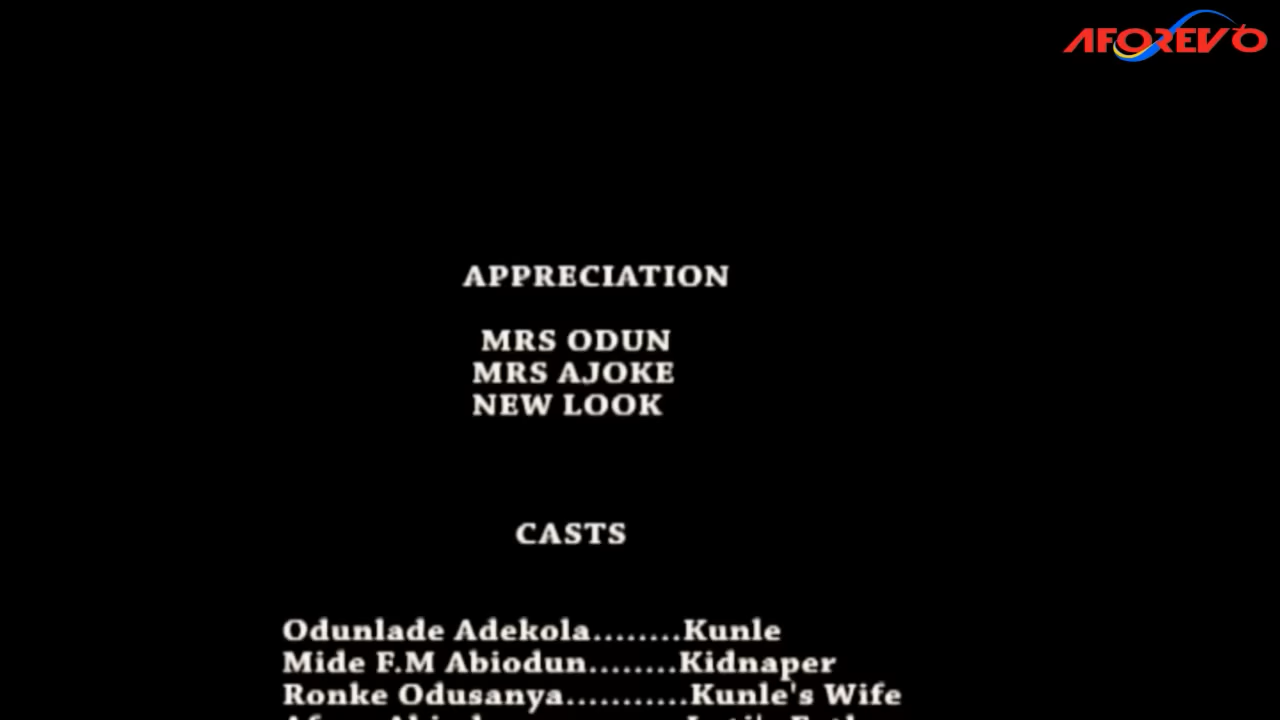 AFOREVO
APPRECIATION
MRS ODUN
MRS AJOKE
NEW LOOK
CASTS
Odunlade Adekola........Kunle
Mide F.M Abiodun........Kidnaper
Ronke Odusanya...........Kunle's Wife